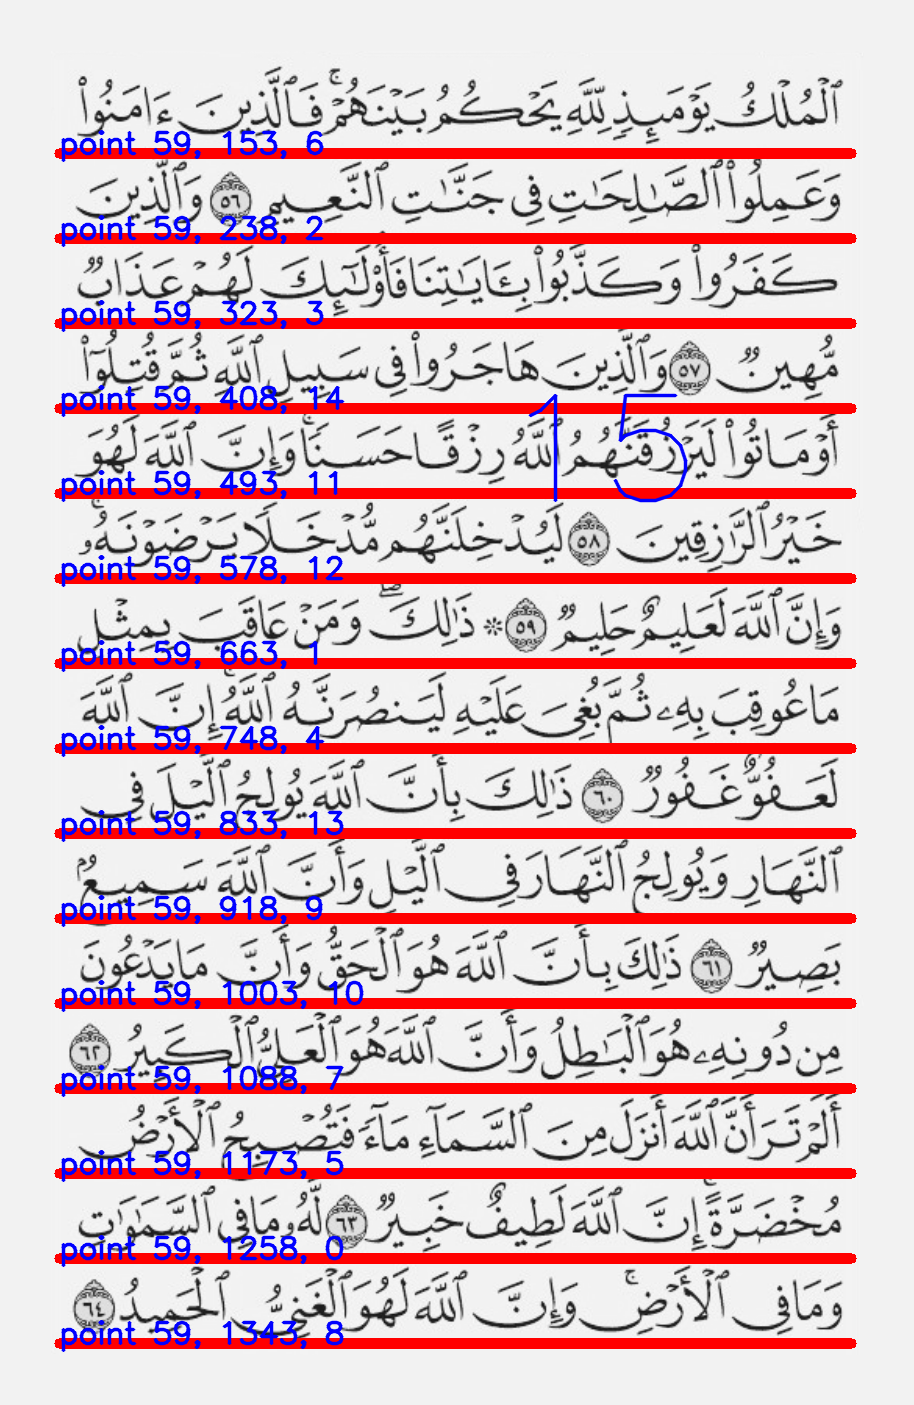 ٱلْمُلْكُ يَوْمَئِذٍ لِّلَّهِ يَحْكُمُ بَيْنَهُمْ ۚ فَٱلَّذِينَ ءَامَنُوا۟
point 59, 153, 6
وَعَمِلُوا۟ ٱلصَّٰلِحَٰتِ فِى جَنَّٰتِ ٱلنَّعِيمِ ٥٦ وَٱلَّذِينَ
point 59, 238, 2
كَفَرُوا۟ وَكَذَّبُوا۟ بِـَٔايَٰتِنَا فَأُو۟لَٰٓئِكَ لَهُمْ عَذَابٌ
point 59, 323, 3
مُّهِينٌ ٥٧ وَٱلَّذِينَ هَاجَرُوا۟ فِى سَبِيلِ ٱللَّهِ ثُمَّ قُتِلُوٓا۟
point 59, 408, 14
أَوْ مَاتُوا۟ لَيَرْزُقَنَّهُمُ ٱللَّهُ رِزْقًا حَسَنًا ۚ وَإِنَّ ٱللَّهَ لَهُوَ
15
point 59, 493, 11
خَيْرُ ٱلرَّٰزِقِينَ ٥٨ لَيُدْخِلَنَّهُم مُّدْخَلًا يَرْضَوْنَهُۥ ۗ
point 59, 578, 12
وَإِنَّ ٱللَّهَ لَعَلِيمٌ حَلِيمٌ ٥٩ ۞ ذَٰلِكَ ۖ وَمَنْ عَاقَبَ بِمِثْلِ
point 59, 663, 1
مَا عُوقِبَ بِهِۦ ثُمَّ بُغِىَ عَلَيْهِ لَيَنصُرَنَّهُ ٱللَّهُ ۗ إِنَّ ٱللَّهَ
point 59, 748, 4
لَعَفُوٌّ غَفُورٌ ٦٠ ذَٰلِكَ بِأَنَّ ٱللَّهَ يُولِجُ ٱلَّيْلَ فِى
point 59, 833, 13
ٱلنَّهَارِ وَيُولِجُ ٱلنَّهَارَ فِى ٱلَّيْلِ وَأَنَّ ٱللَّهَ سَمِيعٌۢ
point 59, 918, 9
بَصِيرٌ ٦١ ذَٰلِكَ بِأَنَّ ٱللَّهَ هُوَ ٱلْحَقُّ وَأَنَّ مَا يَدْعُونَ
point 59, 1003, 10
مِن دُونِهِۦ هُوَ ٱلْبَٰطِلُ وَأَنَّ ٱللَّهَ هُوَ ٱلْعَلِىُّ ٱلْكَبِيرُ ٦٢
point 59, 1088, 7
أَلَمْ تَرَ أَنَّ ٱللَّهَ أَنزَلَ مِنَ ٱلسَّمَآءِ مَآءً فَتُصْبِحُ ٱلْأَرْضُ
point 59, 1173, 5
مُخْضَرَّةً ۗ إِنَّ ٱللَّهَ لَطِيفٌ خَبِيرٌ ٦٣ لَّهُۥ مَا فِى ٱلسَّمَٰوَٰتِ
point 59, 1258, 0
وَمَا فِى ٱلْأَرْضِ ۗ وَإِنَّ ٱللَّهَ لَهُوَ ٱلْغَنِىُّ ٱلْحَمِيدُ ٦٤
point 59, 1343, 8